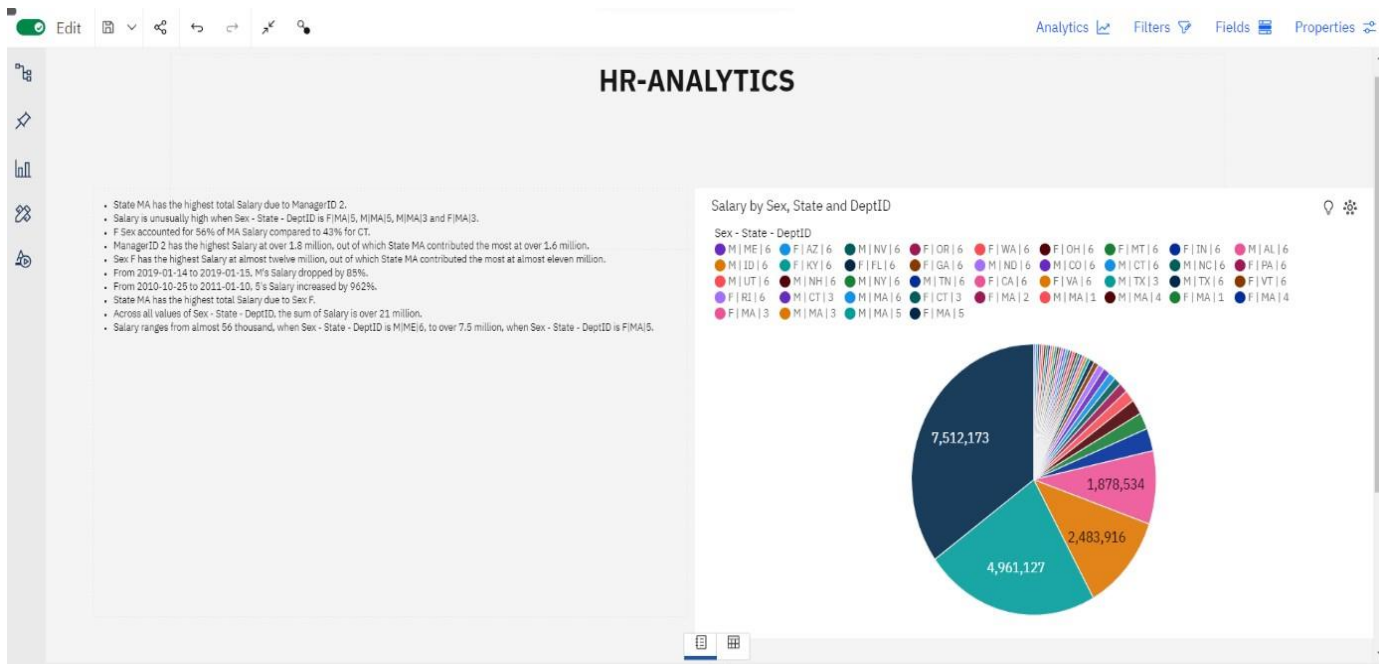 Edit
Analytics
Filters
Fields
Properties
HR-ANALYTICS
• State MA has the highest total Salary due to ManagerID 2.
• Salary is unusually high when Sex - State - DeptID is F|MA|5, M|MA|5, M|MA|3 and F|MA|3.
• F Sex accounted for 56% of MA Salary compared to 43% for CT.
• ManagerID 2 has the highest Salary at over 1.8 million, out of which State MA contributed the most at over 1.6 million.
• Sex F has the highest Salary at almost twelve million, out of which State MA contributed the most at almost eleven million.
• From 2019-01-14 to 2019-01-15, M's Salary dropped by 85%.
• From 2010-10-25 to 2011-01-10, 5's Salary increased by 962%.
• State MA has the highest total Salary due to Sex F.
• Across all values of Sex - State - DeptID, the sum of Salary is over 21 million.
• Salary ranges from almost 56 thousand, when Sex - State - DeptID is M|ME|6, to over 7.5 million, when Sex - State - DeptID is F|MA|5.
Salary by Sex, State and DeptID
Sex - State - DeptID
M|ME|6 F|AZ|6 M|NV|6 F|OR|6 F|WA|6 F|OH|6 F|MT|6 F|IN|6 M|AL|6
M|ID|6 F|KY|6 F|FL|6 F|GA|6 M|ND|6 M|CO|6 M|CT|6 M|NC|6 F|PA|6
M|UT|6 M|NH|6 M|NY|6 M|TN|6 F|CA|6 F|VA|6 M|TX|3 M|TX|6 F|VT|6
F|RI|6 M|CT|3 M|MA|6 F|CT|3 F|MA|2 M|MA|1 M|MA|4 F|MA|1 F|MA|4
F|MA|3 M|MA|3 M|MA|5 F|MA|5
7,512,173
1,878,534
2,483,916
4,961,127